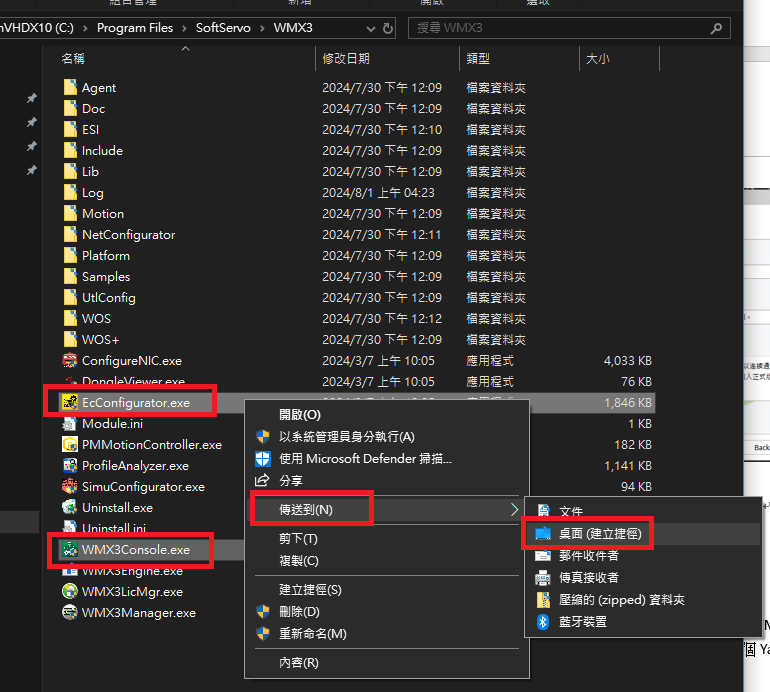 nVHDX10 (C:) › Program Files › SoftServo › WMX3
搜尋 WMX3
名稱 修改日期 類型 大小
Agent 2024/7/30 下午 12:09 檔案資料夾
Doc 2024/7/30 下午 12:09 檔案資料夾
ESI 2024/7/30 下午 12:10 檔案資料夾
Include 2024/7/30 下午 12:09 檔案資料夾
Lib 2024/7/30 下午 12:09 檔案資料夾
Log 2024/8/1 上午 04:23 檔案資料夾
Motion 2024/7/30 下午 12:09 檔案資料夾
NetConfigurator 2024/7/30 下午 12:11 檔案資料夾
Platform 2024/7/30 下午 12:09 檔案資料夾
Samples 2024/7/30 下午 12:09 檔案資料夾
UtlConfig 2024/7/30 下午 12:09 檔案資料夾
WOS 2024/7/30 下午 12:12 檔案資料夾
WOS+ 2024/7/30 下午 12:09 檔案資料夾
ConfigureNIC.exe 2024/3/7 上午 10:05 應用程式 4,033 KB
DongleViewer.exe 2024/3/7 上午 10:05 應用程式 76 KB
EcConfigurator.exe 1,846 KB
Module.ini 1 KB
PMMotionController.exe 182 KB
ProfileAnalyzer.exe 1,141 KB
SimuConfigurator.exe 94 KB
Uninstall.exe
Uninstall.ini
WMX3Console.exe
WMX3Engine.exe
WMX3LicMgr.exe
WMX3Manager.exe
開啟(O)
以系統管理員身分執行(A)
使用 Microsoft Defender 掃描...
分享
傳送到(N)
剪下(T)
複製(C)
建立捷徑(S)
刪除(D)
重新命名(M)
內容(R)
文件
桌面 (建立捷徑)
郵件收件者
傳真接收者
壓縮的 (zipped) 資料夾
藍牙裝置
Back
個 Ya